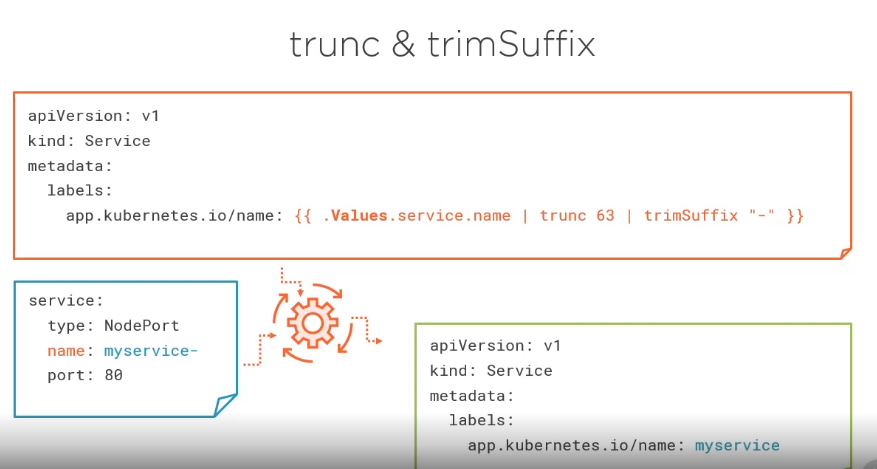 trunc & trimSuffix
apiVersion: v1
kind: Service
metadata:
  labels:
    app.kubernetes.io/name: {{ .Values.service.name | trunc 63 | trimSuffix "-" }}
service:
  type: NodePort
  name: myservice-
  port: 80
apiVersion: v1
kind: Service
metadata:
  labels:
    app.kubernetes.io/name: myservice